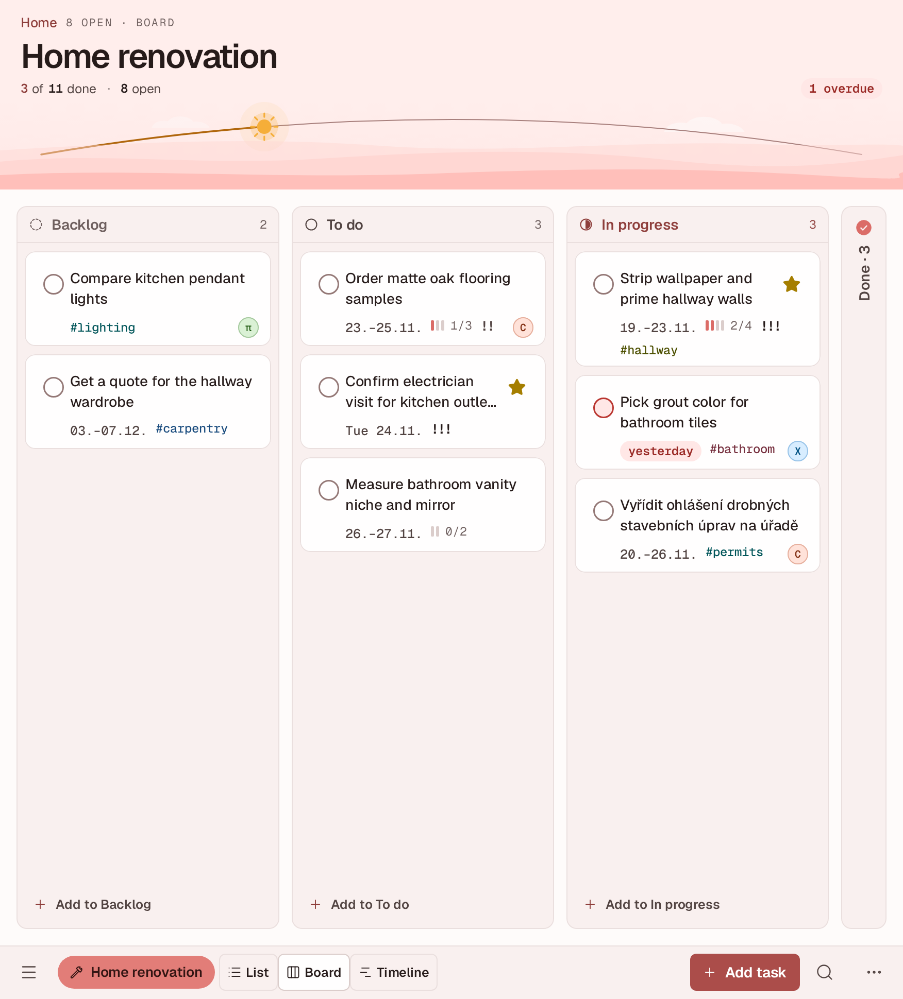 Home 8 OPEN · BOARD
Home renovation
3 of 11 done · 8 open
1 overdue
Backlog 2
Compare kitchen pendant
lights
#lighting π
Get a quote for the hallway
wardrobe
03.–07.12. #carpentry
Add to Backlog
To do 3
Order matte oak flooring
samples
23.–25.11. 1/3 !! C
Confirm electrician
visit for kitchen outle…
Tue 24.11. !!!
Measure bathroom vanity
niche and mirror
26.–27.11. 0/2
Add to To do
In progress 3
Strip wallpaper and
prime hallway walls
19.–23.11. 2/4 !!!
#hallway
Pick grout color for
bathroom tiles
yesterday #bathroom X
Vyřídit ohlášení drobných
stavebních úprav na úřadě
20.–26.11. #permits C
Add to In progress
Done · 3
Home renovation List Board Timeline Add task